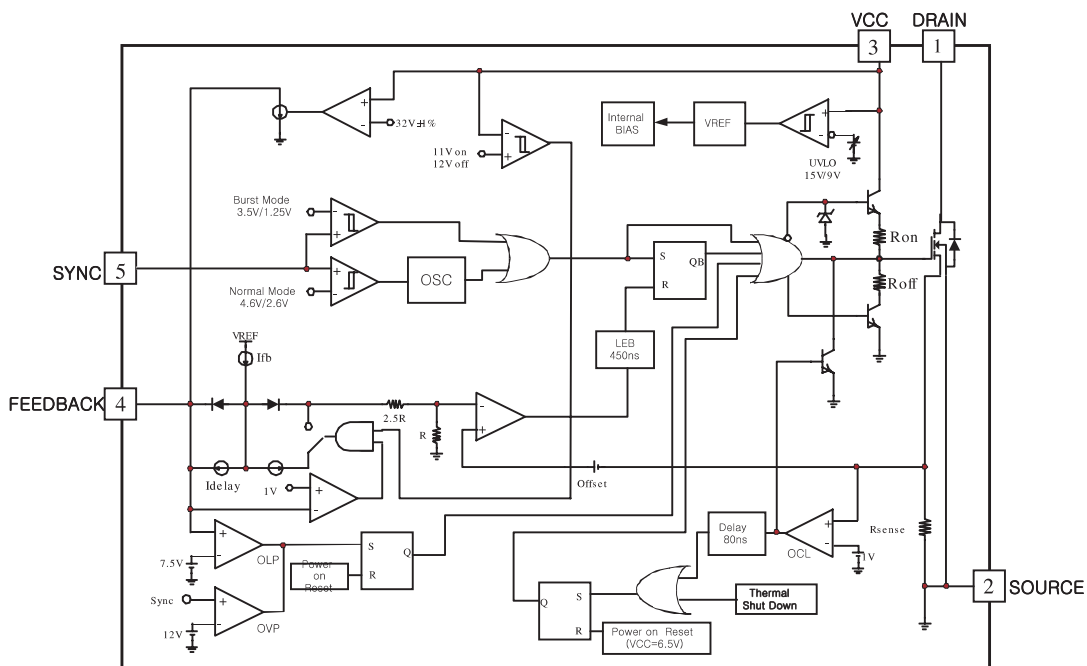 VCC DRAIN
3 1
+
-
32V±1%
Internal
BIAS
VREF
+
-
UVLO
15V/9V
11V on
12V off
-
+
Burst Mode
3.5V/1.25V
-
+
SYNC
5
+
-
Normal Mode
4.6V/2.6V
OSC
S
QB
R
Ron
Roff
LEB
450ns
VREF
Ifb
FEEDBACK
4
2.5R
R
-
+
Offset
Idelay
1V
+
-
+
-
7.5V
OLP
Sync
+
-
12V
OVP
Power
on
Reset
S
Q
R
Delay
80ns
+
-
OCL
1V
Rsense
Q
S
R
Thermal
Shut Down
Power on Reset
(VCC=6.5V)
2
SOURCE